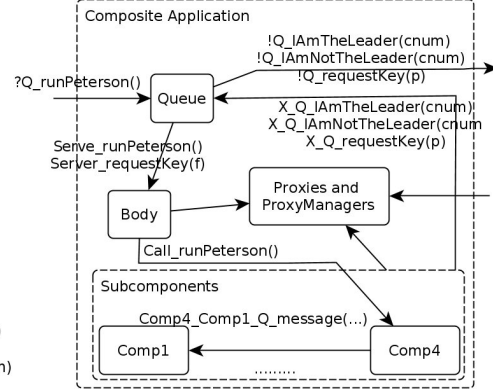 Composite Application
!Q_IAmTheLeader(cnum)
!Q_IAmNotTheLeader(cnum)
!Q_requestKey(p)
?Q_runPeterson()
Queue
X_Q_IAmTheLeader(cnum)
X_Q_IAmNotTheLeader(cnum
X_Q_requestKey(p)
Serve_runPeterson()
Server_requestKey(f)
Proxies and
ProxyManagers
Body
Call_runPeterson()
Subcomponents
Comp4_Comp1_Q_message(...)
Comp1
Comp4
.........